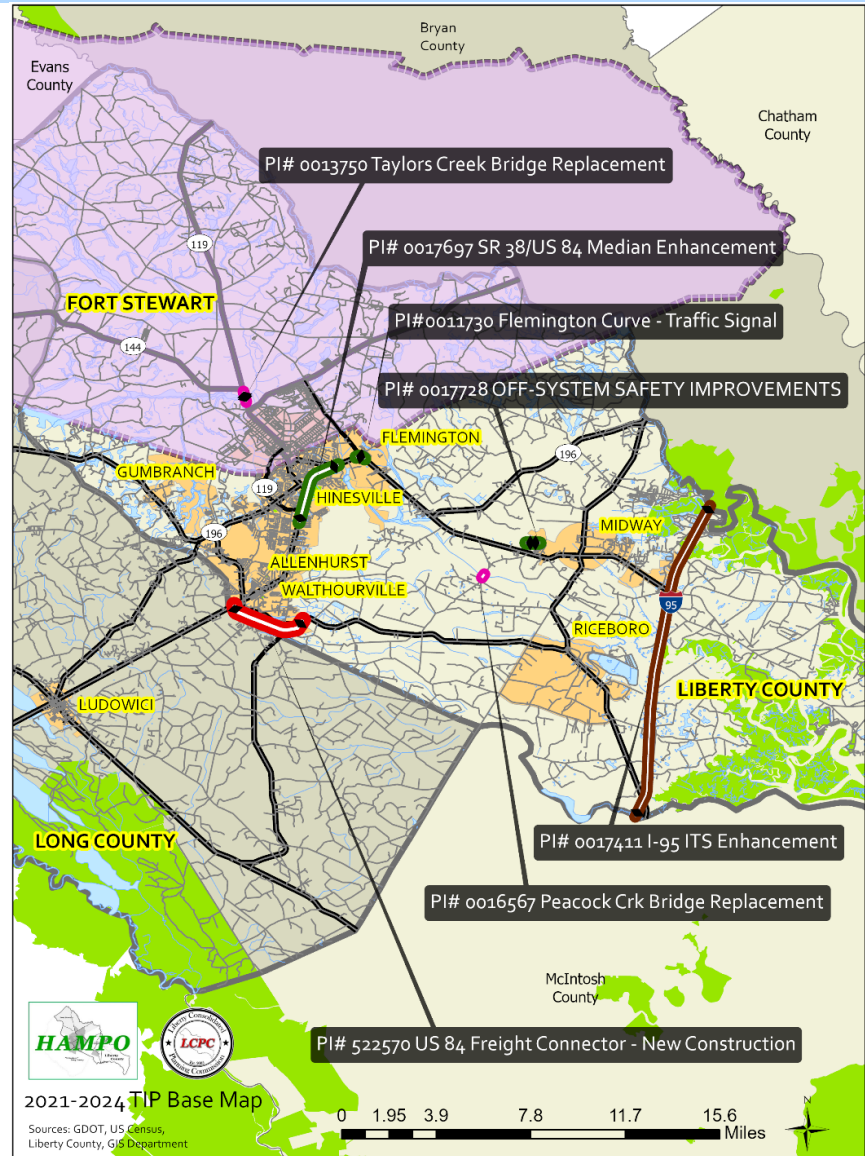 Bryan
County
Evans
County
Chatham
County
PI# 0013750 Taylors Creek Bridge Replacement
119
PI# 0017697 SR 38/US 84 Median Enhancement
FORT STEWART
PI#0011730 Flemington Curve - Traffic Signal
144
PI# 0017728 OFF-SYSTEM SAFETY IMPROVEMENTS
FLEMINGTON
196
GUMBRANCH
119
HINESVILLE
196
MIDWAY
ALLENHURST
WALTHOURVILLE
95
RICEBORO
LIBERTY COUNTY
LUDOWICI
LONG COUNTY
PI# 0017411 I-95 ITS Enhancement
PI# 0016567 Peacock Crk Bridge Replacement
McIntosh
County
HAMPO
Liberty Consolidated
LCPC
Planning Commission
PI# 522570 US 84 Freight Connector - New Construction
2021-2024 TIP Base Map
Sources: GDOT, US Census,
Liberty County, GIS Department
0 1.95 3.9 7.8 11.7 15.6
Miles
N